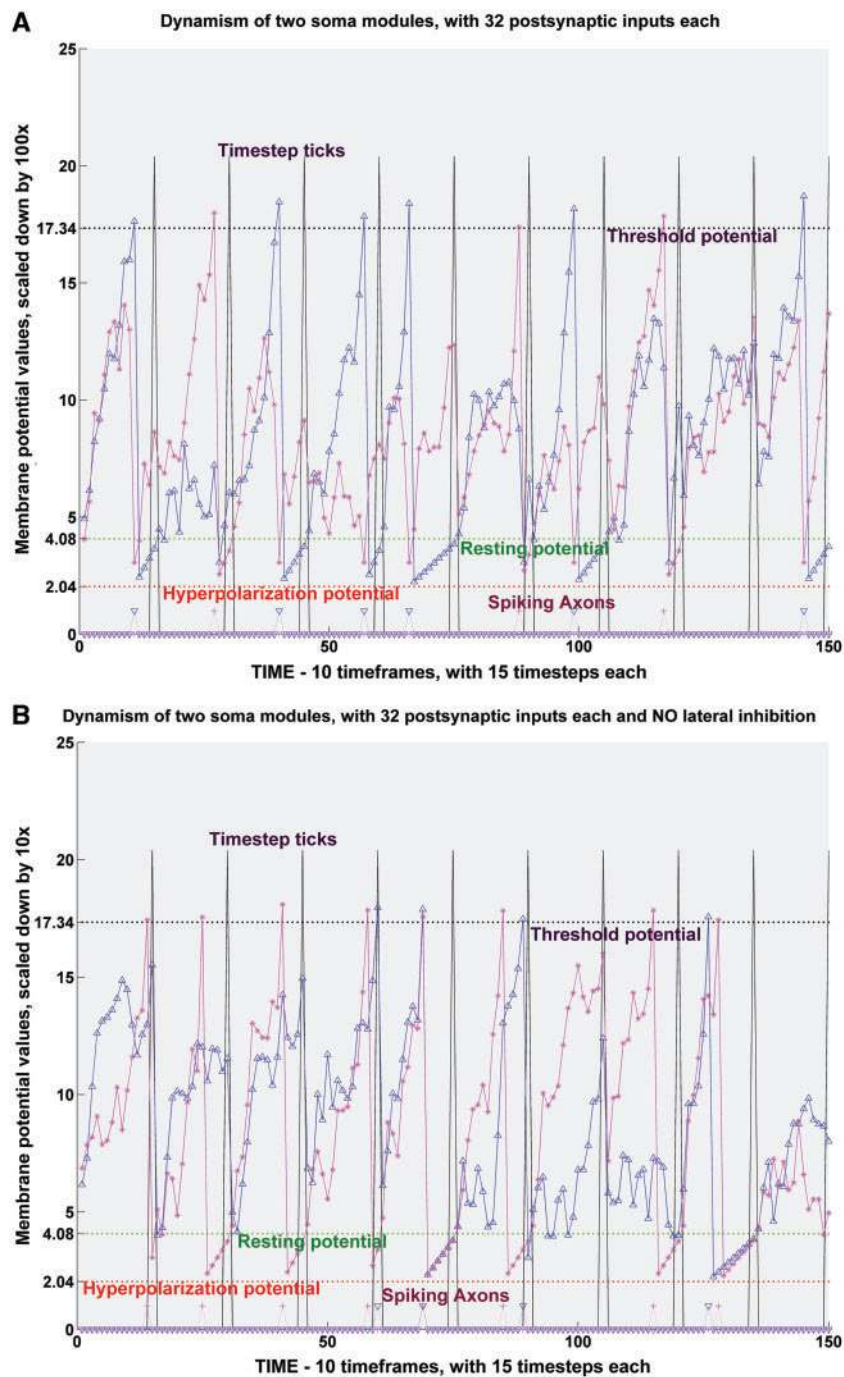 A
Dynamism of two soma modules, with 32 postsynaptic inputs each
Membrane potential values, scaled down by 100x
25
20
17.34
15
10
5
4.08
2.04
0
Timestep ticks
Threshold potential
Resting potential
Hyperpolarization potential
Spiking Axons
0
50
100
150
TIME - 10 timeframes, with 15 timesteps each
B
Dynamism of two soma modules, with 32 postsynaptic inputs each and NO lateral inhibition
Membrane potential values, scaled down by 10x
25
20
17.34
15
10
5
4.08
2.04
0
Timestep ticks
Threshold potential
Resting potential
Hyperpolarization potential
Spiking Axons
0
50
100
150
TIME - 10 timeframes, with 15 timesteps each